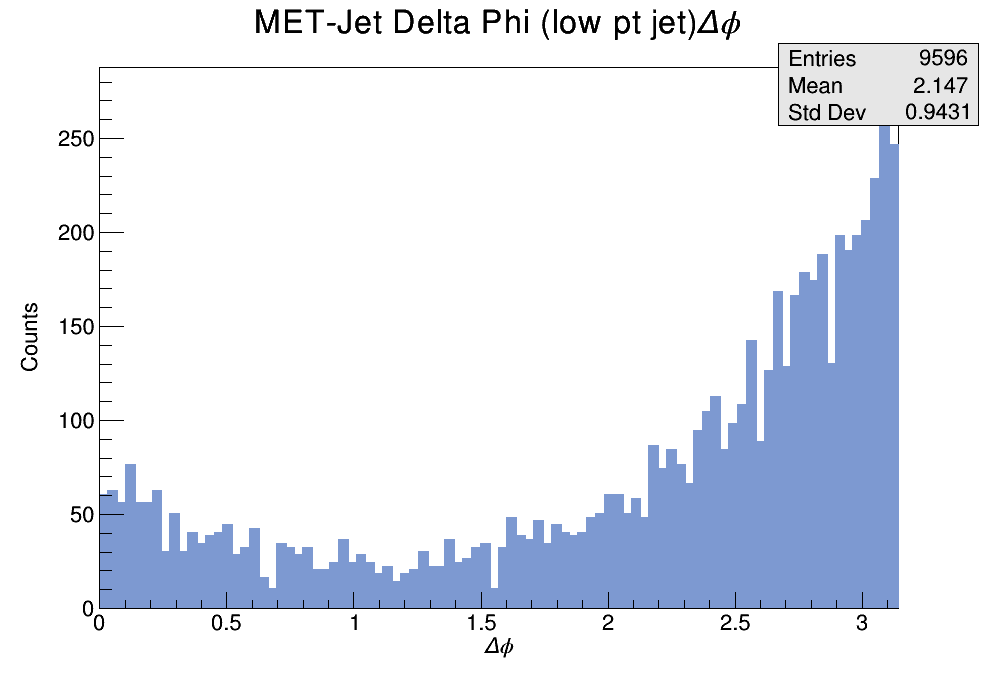 MET-Jet Delta Phi (low pt jet)Δϕ
Entries 9596
Mean 2.147
Std Dev 0.9431
250
200
150
100
50
0
Counts
0 0.5 1 1.5 2 2.5 3
Δϕ